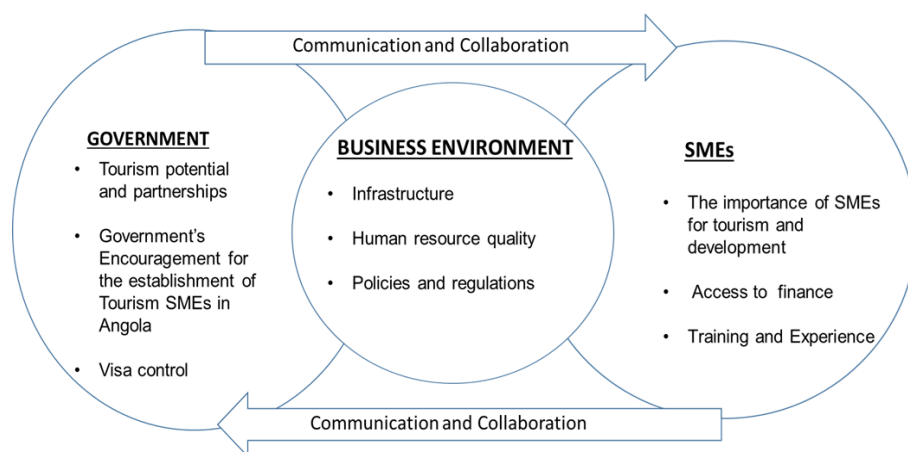 Communication and Collaboration
GOVERNMENT
• Tourism potential
and partnerships
• Government's
Encouragement for
the establishment of
Tourism SMEs in
Angola
• Visa control
BUSINESS ENVIRONMENT
• Infrastructure
• Human resource quality
• Policies and regulations
SMEs
• The importance of SMEs
for tourism and
development
• Access to finance
• Training and Experience
Communication and Collaboration